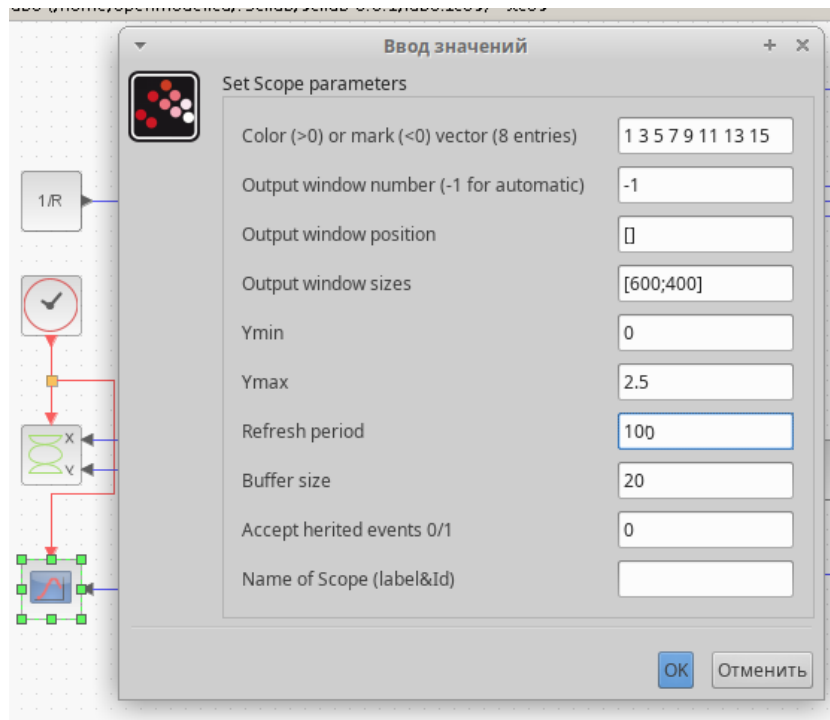 Ввод значений
Set Scope parameters
Color (>0) or mark (<0) vector (8 entries) 1 3 5 7 9 11 13 15
Output window number (-1 for automatic) -1
Output window position []
Output window sizes [600;400]
Ymin 0
Ymax 2.5
Refresh period 100
Buffer size 20
Accept herited events 0/1 0
Name of Scope (label&Id)
1/R
X
Y
OK Отменить